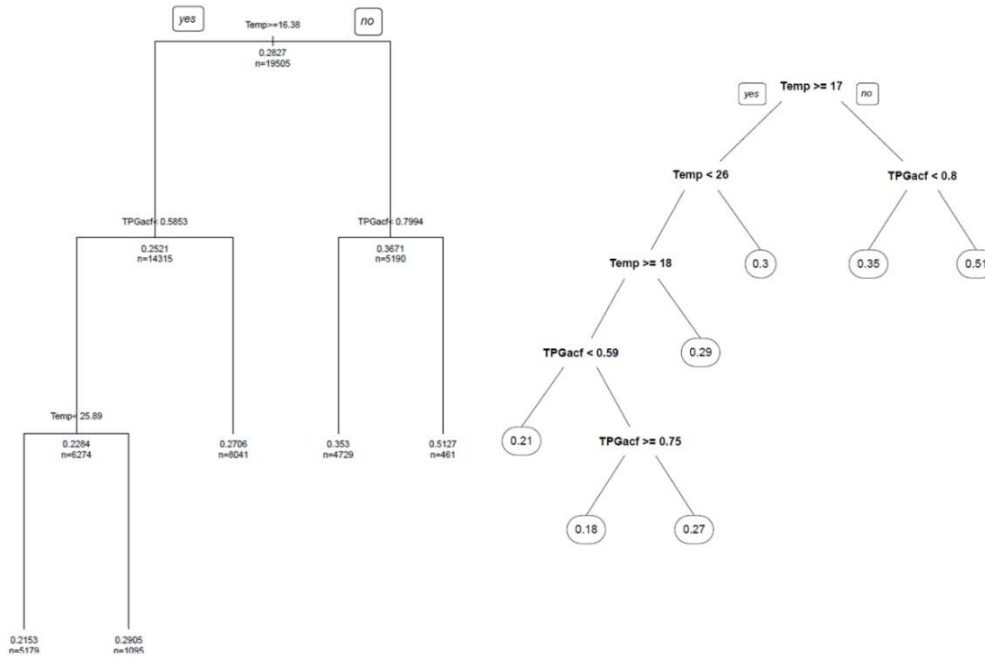 yes
Temp>=16.38
no
0.2827
n=19505
TPGacf< 0.5853
TPGacf< 0.7994
0.2521
n=14315
0.3671
n=5190
Temp< 25.89
0.2284
n=6274
0.2706
n=8041
0.353
n=4729
0.5127
n=461
0.2153
n=5179
0.2905
n=1095
Temp >= 17
yes
no
Temp < 26
TPGacf < 0.8
Temp >= 18
0.3
0.35
0.51
TPGacf < 0.59
0.29
0.21
TPGacf >= 0.75
0.18
0.27